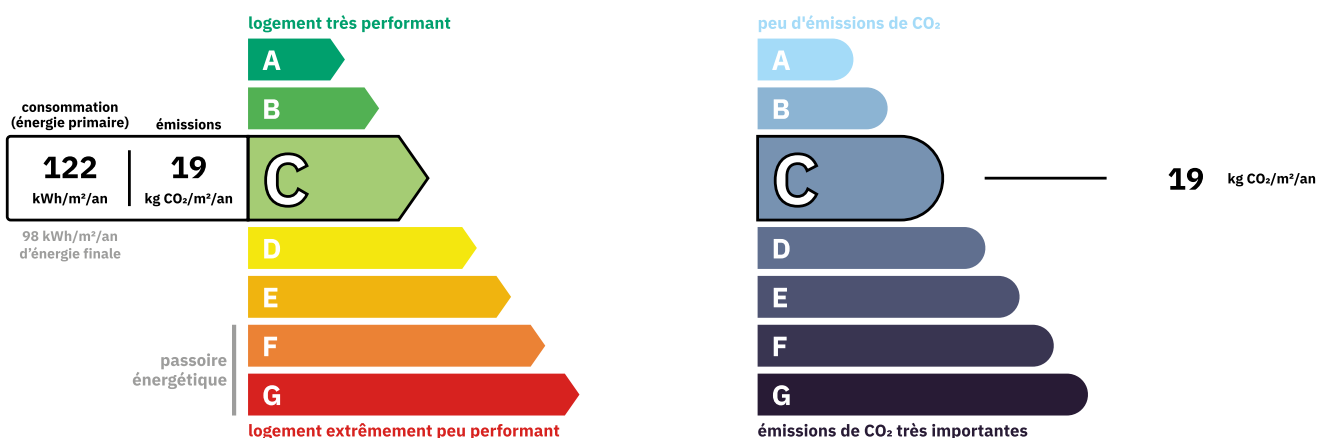 logement très performant
A
B
consommation
(énergie primaire)
émissions
122
kWh/m²/an
19
kg CO₂/m²/an
C
98 kWh/m²/an
d'énergie finale
D
E
passoire
énergétique
F
G
logement extrêmement peu performant
peu d'émissions de CO₂
A
B
C
19 kg CO₂/m²/an
D
E
F
G
émissions de CO₂ très importantes